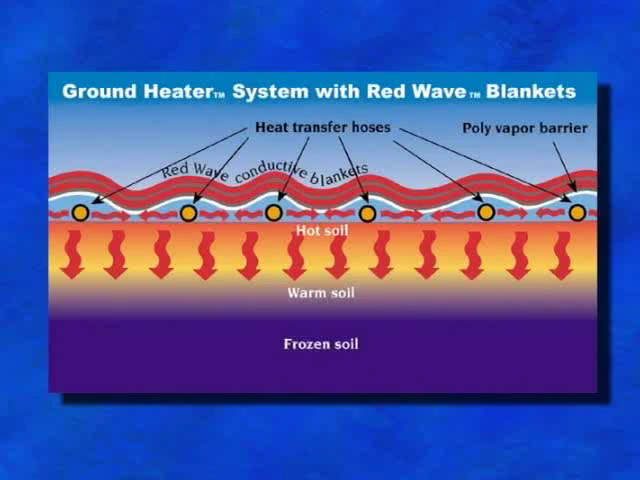 Ground Heater™ System with Red Wave™ Blankets
Heat transfer hoses
Poly vapor barrier
Red Wave conductive blankets
Hot soil
Warm soil
Frozen soil